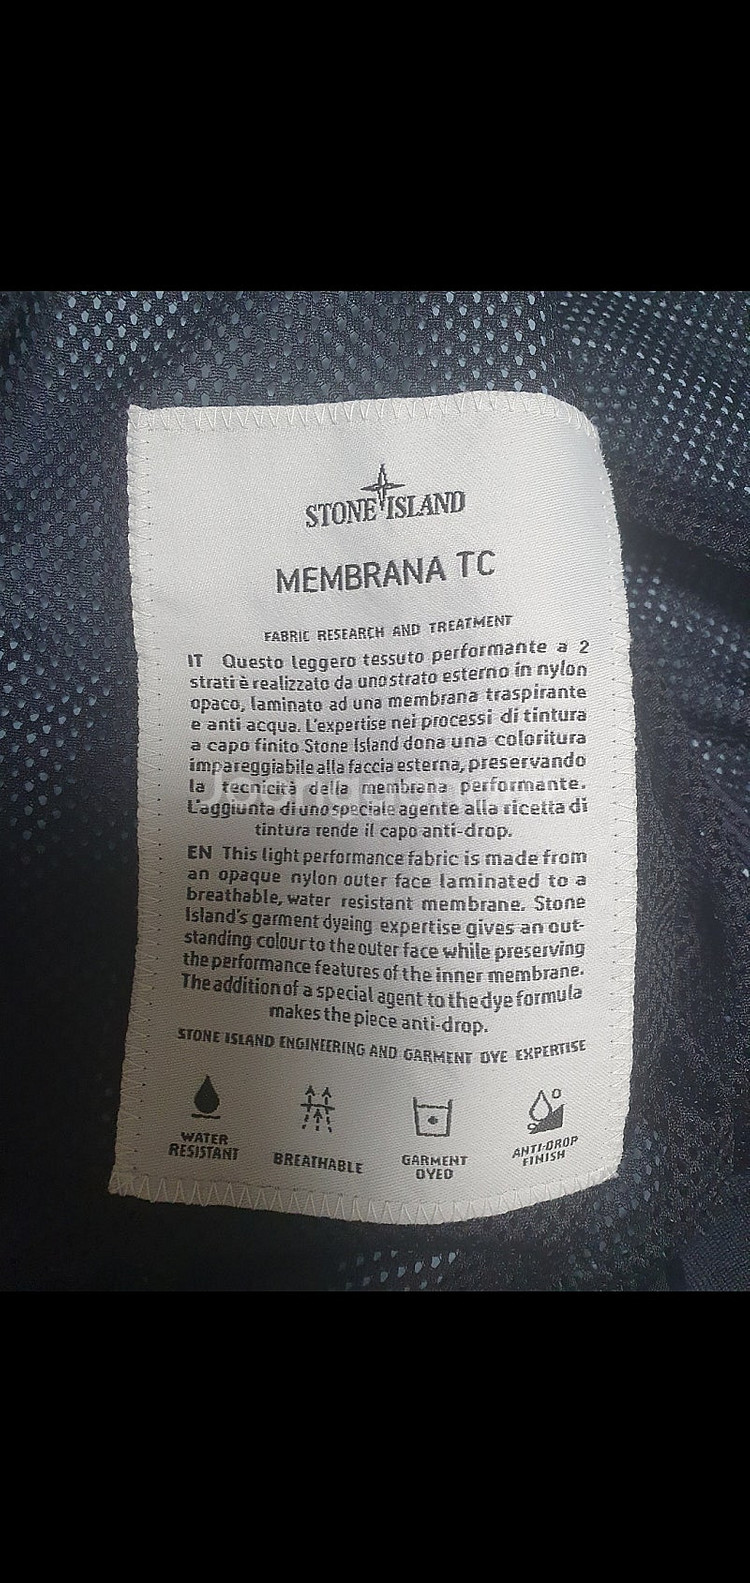 STONE ISLAND
MEMBRANA TC
FABRIC RESEARCH AND TREATMENT
IT Questo leggero tessuto performante a 2
strati è realizzato da uno strato esterno in nylon
opaco, laminato ad una membrana traspirante
e anti acqua. L'expertise nei processi di tintura
a capo finito Stone Island dona una coloritura
impareggiabile alla faccia esterna, preservando
la tecnicità della membrana performante.
L'aggiunta di uno speciale agente alla ricetta di
tintura rende il capo anti-drop.
EN This light performance fabric is made from
an opaque nylon outer face laminated to a
breathable, water resistant membrane. Stone
Island's garment dyeing expertise gives an out-
standing colour to the outer face while preserving
the performance features of the inner membrane.
The addition of a special agent to the dye formula
makes the piece anti-drop.
STONE ISLAND ENGINEERING AND GARMENT DYE EXPERTISE
WATER
RESISTANT
BREATHABLE
GARMENT
DYED
ANTI-DROP
FINISH